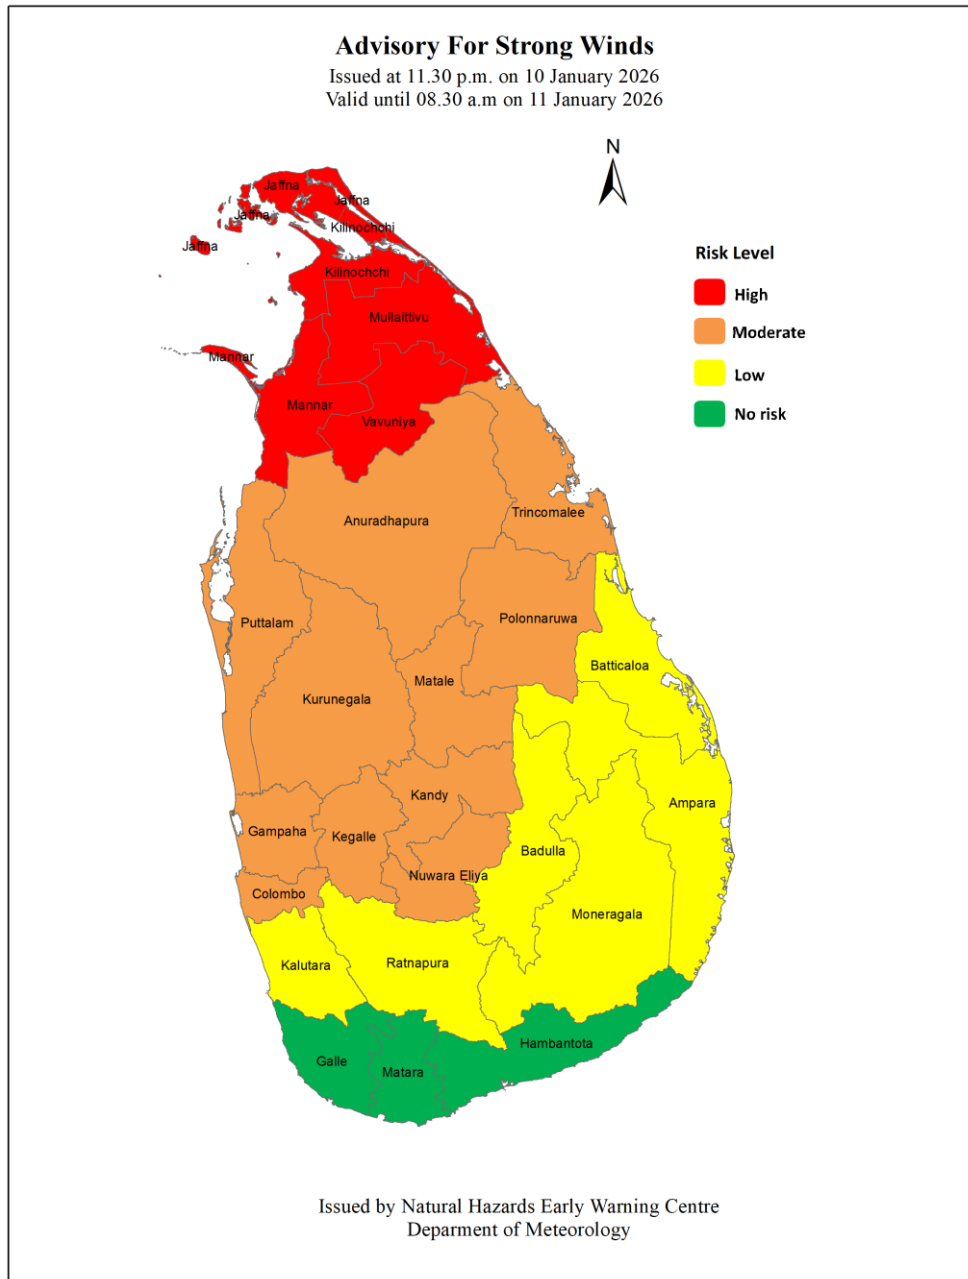 Advisory For Strong Winds
Issued at 11.30 p.m. on 10 January 2026
Valid until 08.30 a.m on 11 January 2026
N
Jaffna
Jaffna
Jaffna
Kilinochchi
Jaffna
Kilinochchi
Mullaittivu
Mannar
Mannar
Vavuniya
Anuradhapura
Trincomalee
Puttalam
Polonnaruwa
Batticaloa
Matale
Kurunegala
Kandy
Ampara
Gampaha
Kegalle
Badulla
Nuwara Eliya
Colombo
Moneragala
Kalutara
Ratnapura
Hambantota
Galle
Matara
Risk Level
High
Moderate
Low
No risk
Issued by Natural Hazards Early Warning Centre
Deparment of Meteorology